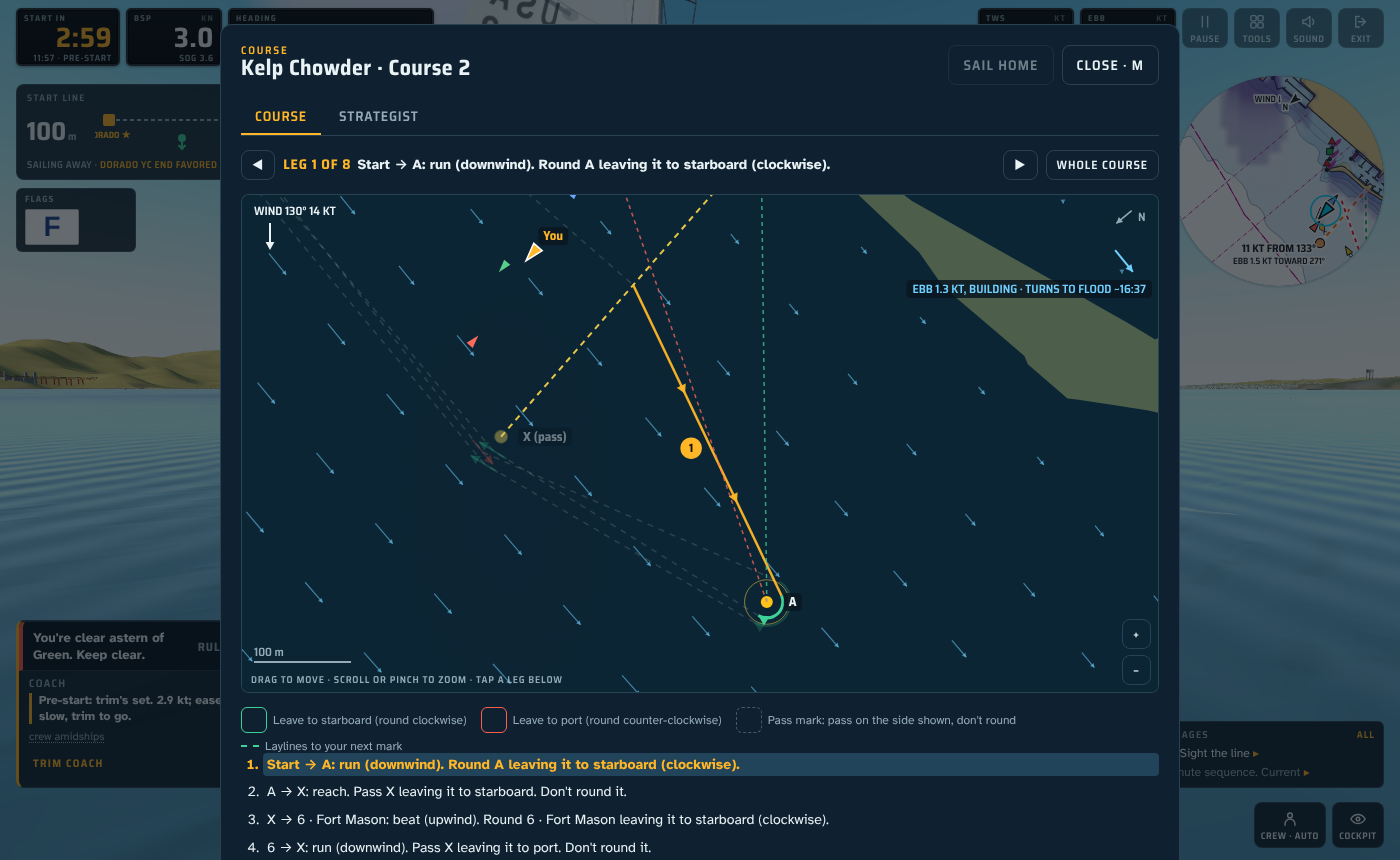 START IN
2:59
11:57 · PRE-START
BSP KN
3.0
SOG 3.6
HEADING
TWS KT
EBB KT
PAUSE
TOOLS
SOUND
EXIT
COURSE
Kelp Chowder · Course 2
SAIL HOME
CLOSE · M
START LINE
100 m
SAILING AWAY · DORADO YC END FAVORED
FLAGS
F
COURSE
STRATEGIST
LEG 1 OF 8 Start → A: run (downwind). Round A leaving it to starboard (clockwise).
WHOLE COURSE
WIND 130° 14 KT
You
N
EBB 1.3 KT, BUILDING · TURNS TO FLOOD ~16:37
X (pass)
1
A
100 m
DRAG TO MOVE · SCROLL OR PINCH TO ZOOM · TAP A LEG BELOW
+
−
N
11 KT FROM 133°
EBB 1.5 KT TOWARD 271°
Leave to starboard (round clockwise)
Leave to port (round counter-clockwise)
Pass mark: pass on the side shown, don't round
Laylines to your next mark
1. Start → A: run (downwind). Round A leaving it to starboard (clockwise).
2. A → X: reach. Pass X leaving it to starboard. Don't round it.
3. X → 6 · Fort Mason: beat (upwind). Round 6 · Fort Mason leaving it to starboard (clockwise).
4. 6 → X: run (downwind). Pass X leaving it to port. Don't round it.
You're clear astern of
Green. Keep clear.
COACH
Pre-start: trim's set. 2.9 kt; ease
slow, trim to go.
crew amidships
TRIM COACH
ALL
Sight the line ▸
sequence. Current ▸
CREW · AUTO
COCKPIT